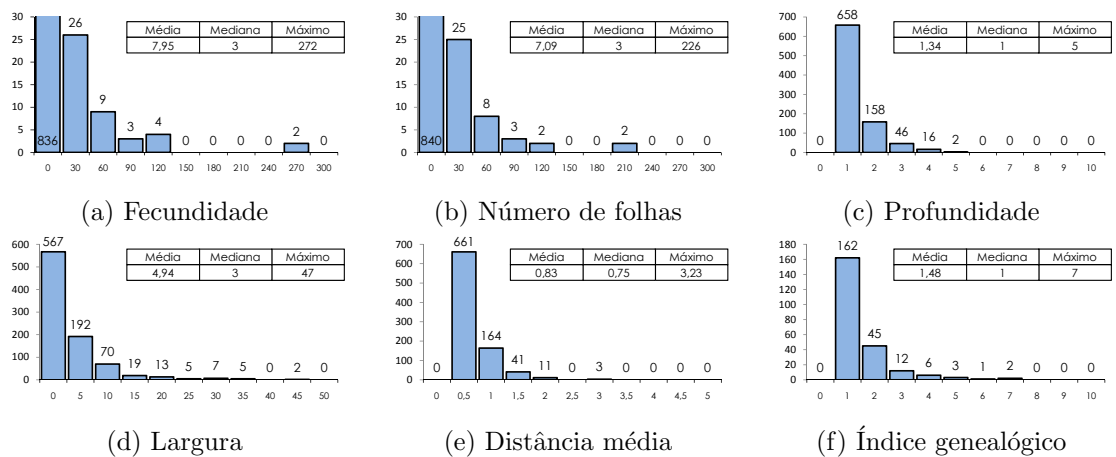 30
25
20
15
10
5
0
Média Mediana Máximo
7,95 3 272
836 26 9 3 4 0 0 0 0 2 0
0 30 60 90 120 150 180 210 240 270 300
(a) Fecundidade
30
25
20
15
10
5
0
Média Mediana Máximo
7,09 3 226
840 25 8 3 2 0 0 2 0 0 0
0 30 60 90 120 150 180 210 240 270 300
(b) Número de folhas
700
600
500
400
300
200
100
0
Média Mediana Máximo
1,34 1 5
0 658 158 46 16 2 0 0 0 0 0
0 1 2 3 4 5 6 7 8 9 10
(c) Profundidade
600
500
400
300
200
100
0
Média Mediana Máximo
4,94 3 47
567 192 70 19 13 5 7 5 0 2 0
0 5 10 15 20 25 30 35 40 45 50
(d) Largura
700
600
500
400
300
200
100
0
Média Mediana Máximo
0,83 0,75 3,23
0 661 164 41 11 0 3 0 0 0 0
0 0,5 1 1,5 2 2,5 3 3,5 4 4,5 5
(e) Distância média
180
160
140
120
100
80
60
40
20
0
Média Mediana Máximo
1,48 1 7
0 162 45 12 6 3 1 2 0 0 0
0 1 2 3 4 5 6 7 8 9 10
(f) Índice genealógico